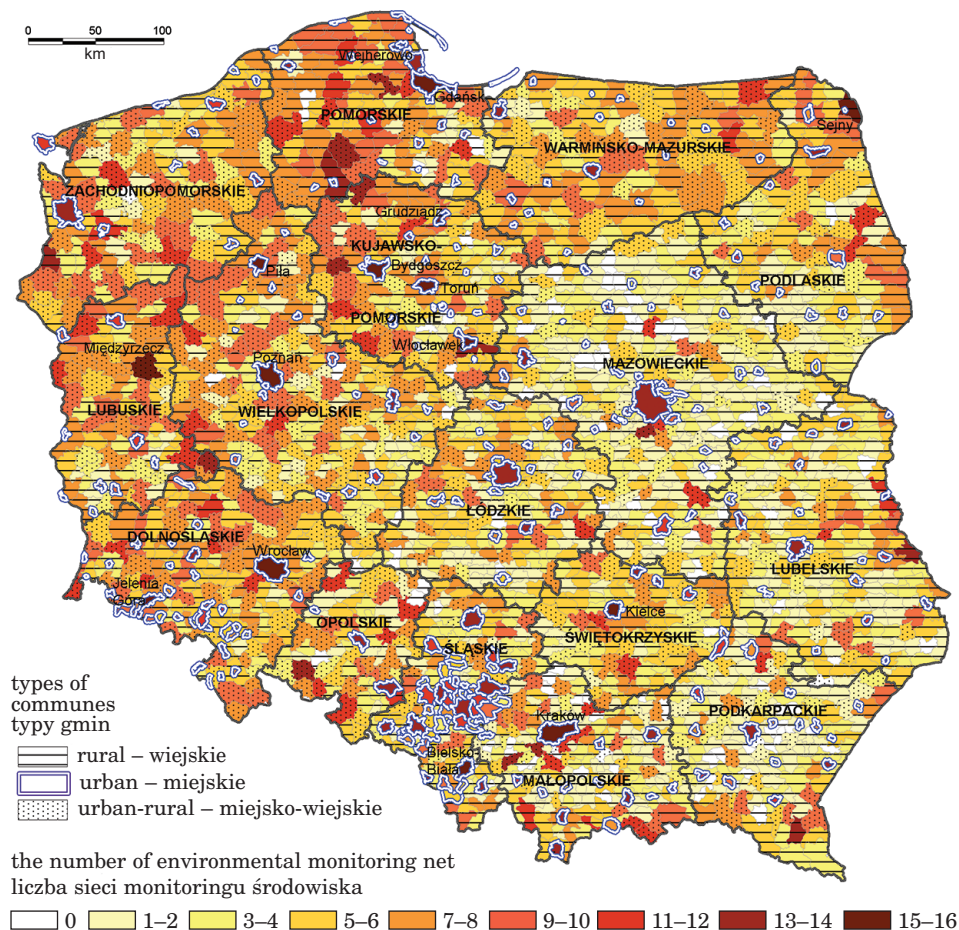 0 50 100
km
Wejherowo
Gdańsk
POMORSKIE
Sejny
WARMIŃSKO-MAZURSKIE
ZACHODNIOPOMORSKIE
Grudziądz
KUJAWSKO-
Bydgoszcz
Piła
PODLASKIE
Toruń
POMORSKIE
Włocławek
Międzyrzecz
Poznań
MAZOWIECKIE
LUBUSKIE
WIELKOPOLSKIE
ŁÓDZKIE
DOLNOŚLĄSKIE
Wrocław
LUBELSKIE
Jelenia
Góra
Kielce
OPOLSKIE
ŚWIĘTOKRZYSKIE
ŚLĄSKIE
types of
communes
typy gmin
PODKARPACKIE
Kraków
rural – wiejskie
Bielsko-
Biała
MAŁOPOLSKIE
urban – miejskie
urban-rural – miejsko-wiejskie
the number of environmental monitoring net
liczba sieci monitoringu środowiska
0 1–2 3–4 5–6 7–8 9–10 11–12 13–14 15–16